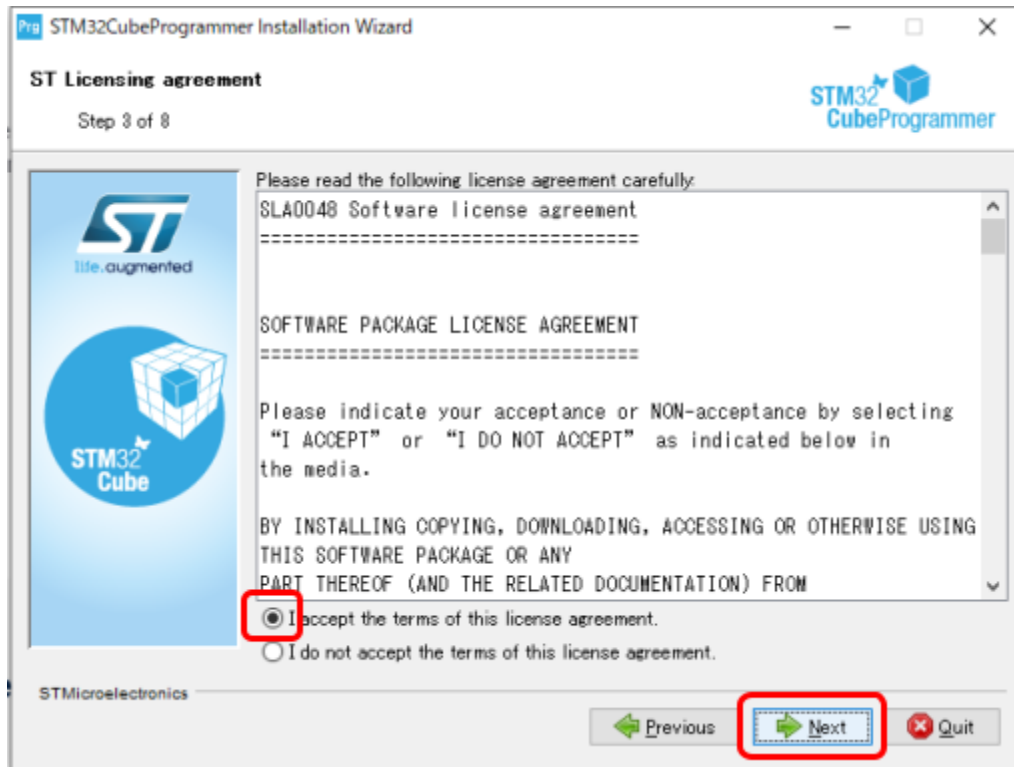 Prg STM32CubeProgrammer Installation Wizard
ST Licensing agreement
Step 3 of 8
STM32
CubeProgrammer
Please read the following license agreement carefully:
SLA0048 Software license agreement
==================================
SOFTWARE PACKAGE LICENSE AGREEMENT
==================================
Please indicate your acceptance or NON-acceptance by selecting
“I ACCEPT” or “I DO NOT ACCEPT” as indicated below in
the media.
BY INSTALLING COPYING, DOWNLOADING, ACCESSING OR OTHERWISE USING
THIS SOFTWARE PACKAGE OR ANY
PART THEREOF (AND THE RELATED DOCUMENTATION) FROM
ST
life.augmented
STM32
Cube
I accept the terms of this license agreement.
I do not accept the terms of this license agreement.
STMicroelectronics
Previous
Next
Quit